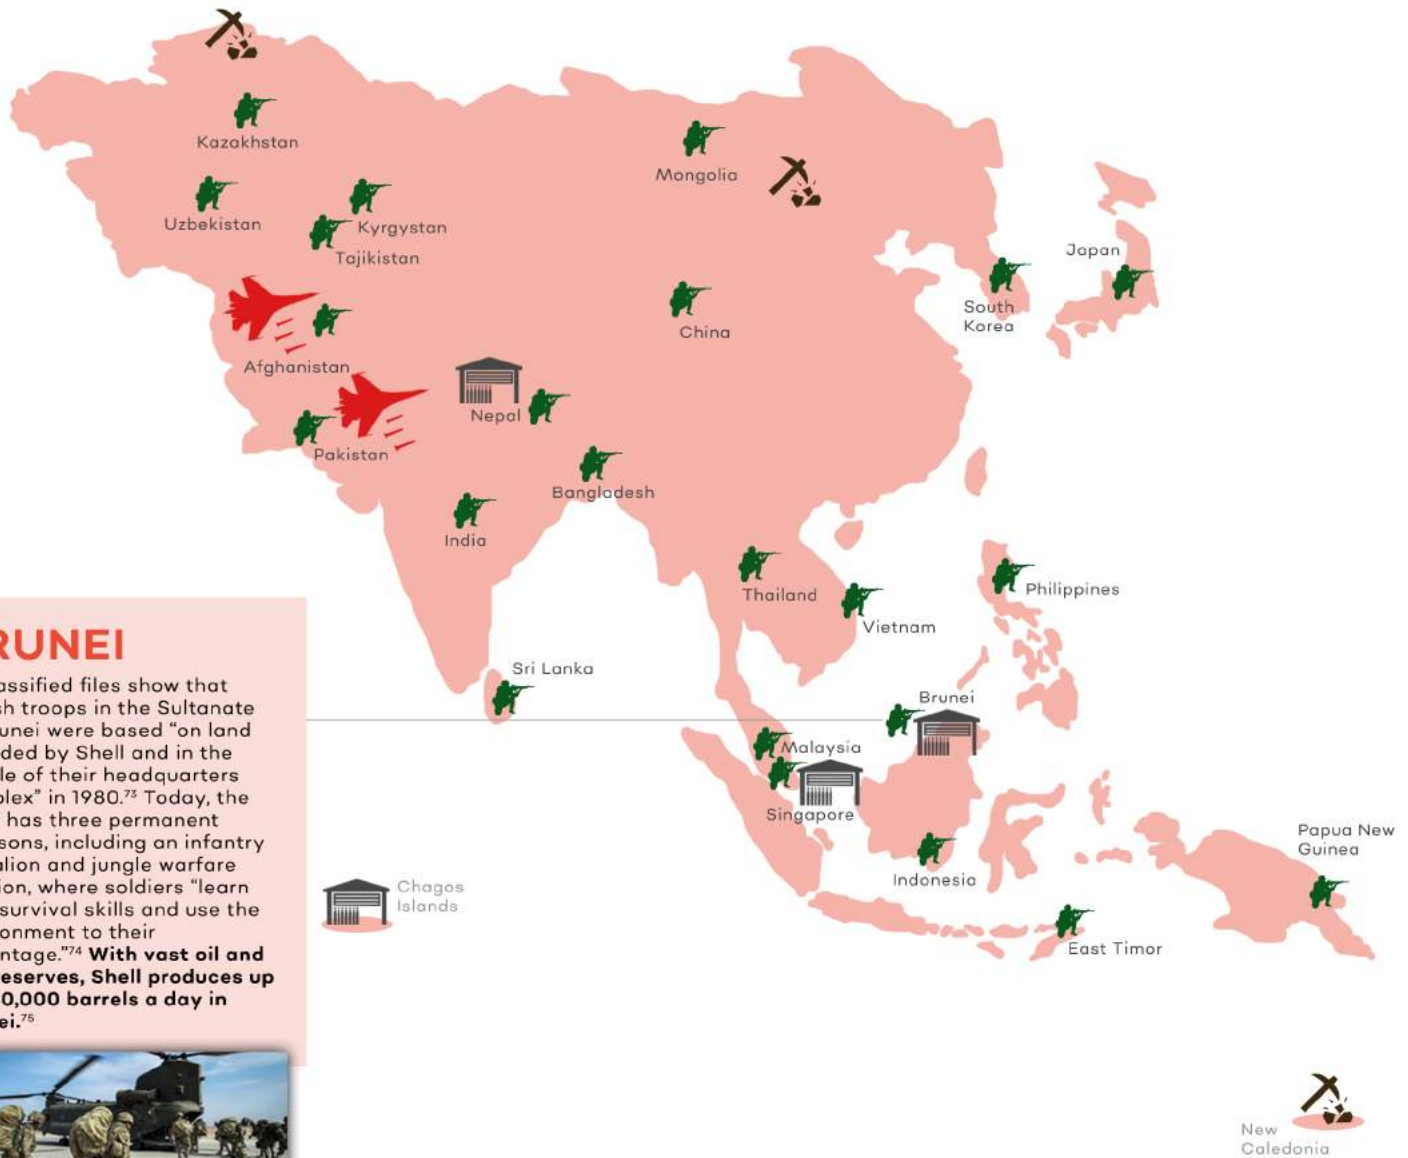 Kazakhstan
Mongolia
Uzbekistan
Kyrgystan
Tajikistan
Japan
South
Korea
China
Afghanistan
Nepal
Pakistan
Bangladesh
India
Thailand
Philippines
Vietnam
Sri Lanka
Brunei
Malaysia
Singapore
Papua New
Guinea
Indonesia
Chagos
Islands
East Timor
RUNEI
assified files show that
sh troops in the Sultanate
unei were based “on land
ded by Shell and in the
le of their headquarters
plex” in 1980.⁷³ Today, the
has three permanent
sons, including an infantry
alion and jungle warfare
ion, where soldiers “learn
survival skills and use the
onment to their
ntage.”⁷⁴ With vast oil and
eserves, Shell produces up
0,000 barrels a day in
ei.⁷⁵
New
Caledonia